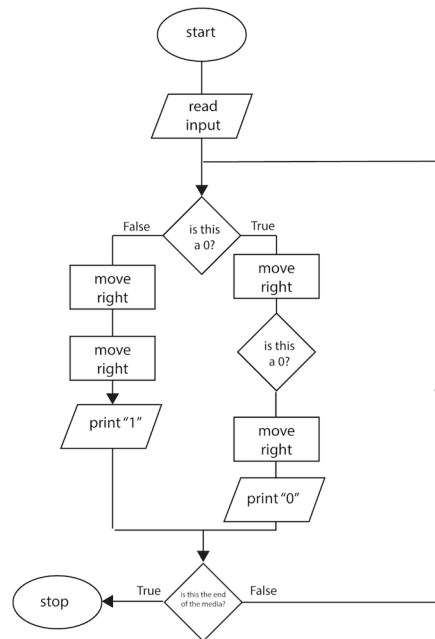 start
read
input
False
is this
a 0?
True
move
right
move
right
move
right
is this
a 0?
print "1"
move
right
print "0"
True
is this the end
of the media?
False
stop